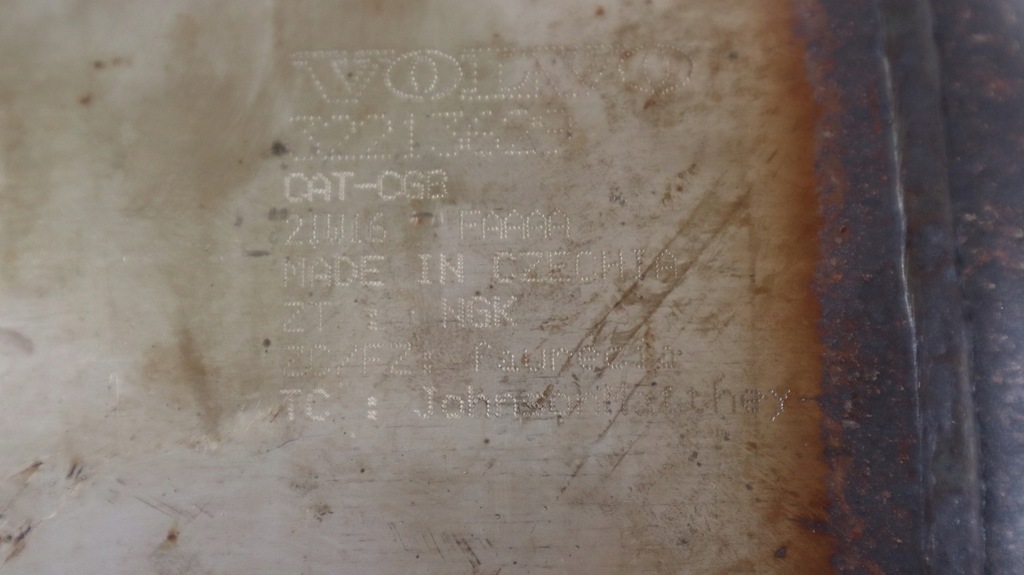 VOLVO
CAT-CGB
21W16 FAAAA
MADE IN CZECHIA
ZT : NGK
faurecia
TC : Johnson Matthey